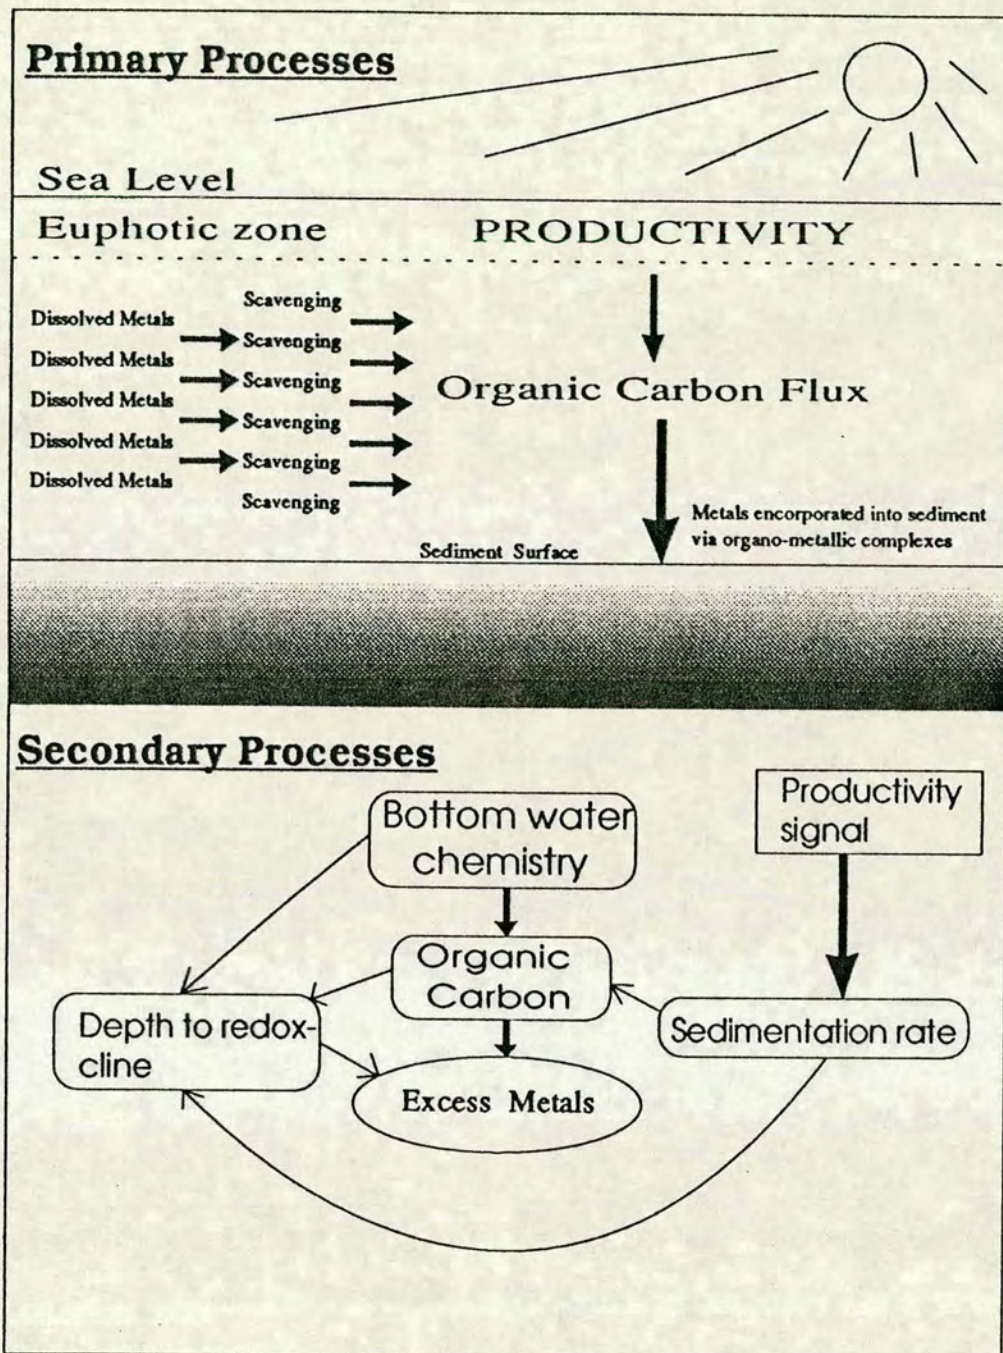 Primary Processes
Sea Level
Euphotic zone
PRODUCTIVITY
Scavenging
Dissolved Metals
Scavenging
Dissolved Metals
Scavenging
Dissolved Metals
Scavenging
Dissolved Metals
Scavenging
Dissolved Metals
Scavenging
Organic Carbon Flux
Metals encorporated into sediment
via organo-metallic complexes
Sediment Surface
Secondary Processes
Bottom water
chemistry
Productivity
signal
Organic
Carbon
Depth to redox-
cline
Sedimentation rate
Excess Metals